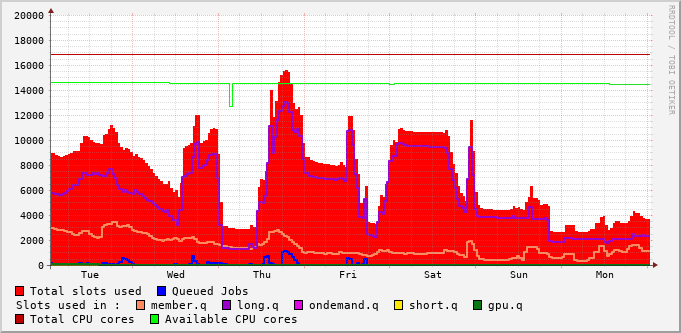 RRDTOOL / TOBI OETIKER
20000
18000
16000
14000
12000
10000
8000
6000
4000
2000
0
Tue Wed Thu Fri Sat Sun Mon
Total slots used Queued Jobs
Slots used in : member.q long.q ondemand.q short.q gpu.q
Total CPU cores Available CPU cores